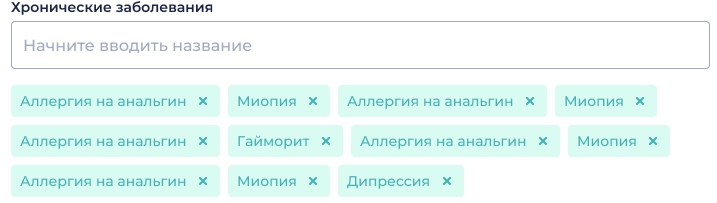 Хронические заболевания
Начните вводить название
Аллергия на анальгин × Миопия × Аллергия на анальгин × Миопия ×
Аллергия на анальгин × Гайморит × Аллергия на анальгин × Миопия ×
Аллергия на анальгин × Миопия × Дипрессия ×